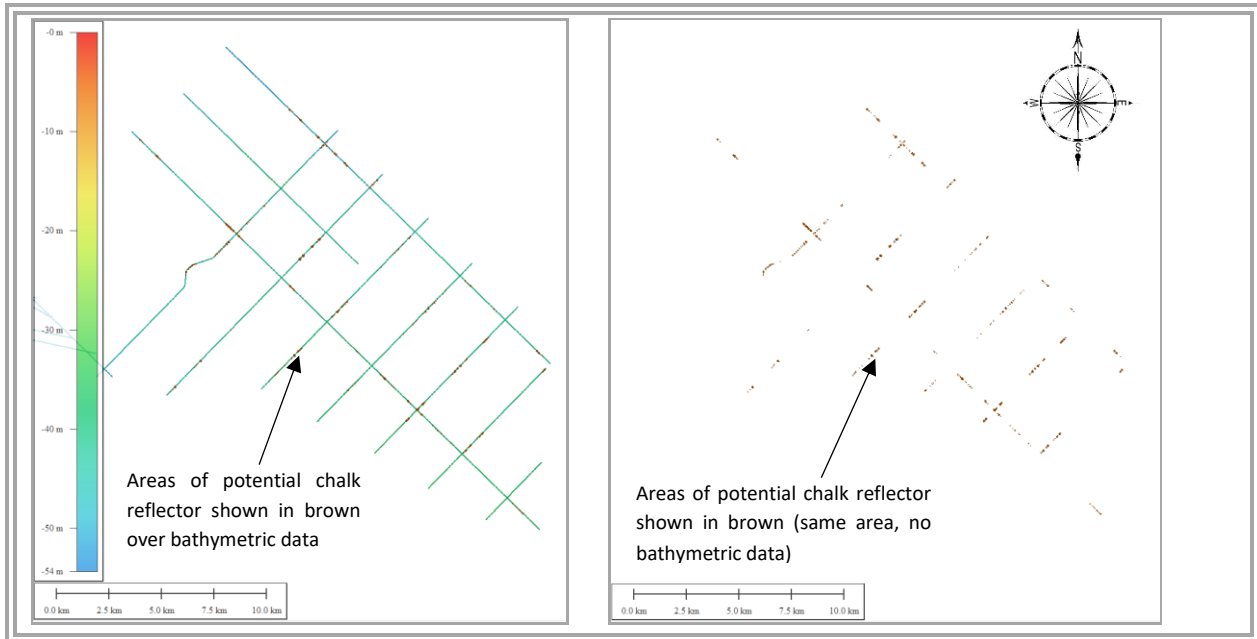 -0 m
-10 m
-20 m
-30 m
-40 m
-50 m
-54 m
Areas of potential chalk
reflector shown in brown
over bathymetric data
0.0 km 2.5 km 5.0 km 7.5 km 10.0 km
N
W
E
S
Areas of potential chalk reflector
shown in brown (same area, no
bathymetric data)
0.0 km 2.5 km 5.0 km 7.5 km 10.0 km